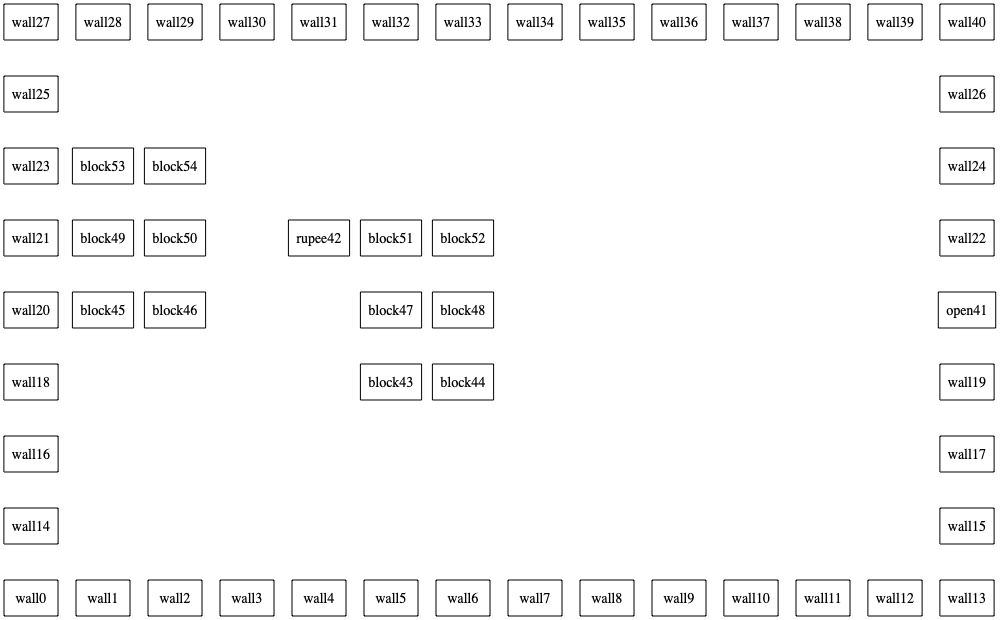 wall27 wall28 wall29 wall30 wall31 wall32 wall33 wall34 wall35 wall36 wall37 wall38 wall39 wall40
wall25 wall26
wall23 block53 block54 wall24
wall21 block49 block50 rupee42 block51 block52 wall22
wall20 block45 block46 block47 block48 open41
wall18 block43 block44 wall19
wall16 wall17
wall14 wall15
wall0 wall1 wall2 wall3 wall4 wall5 wall6 wall7 wall8 wall9 wall10 wall11 wall12 wall13